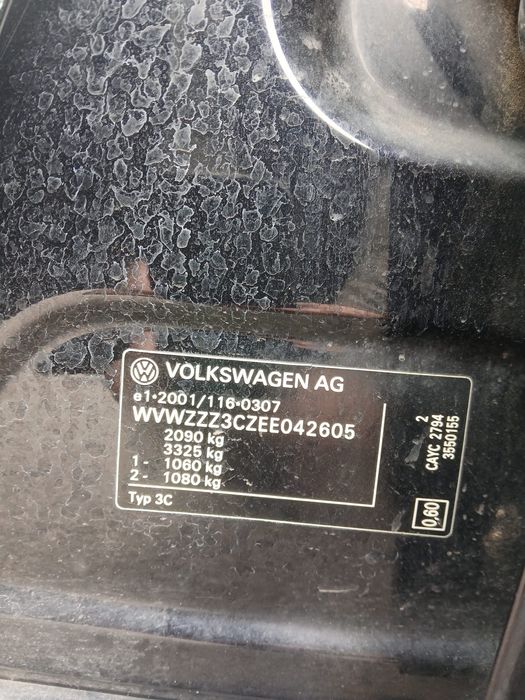 VOLKSWAGEN AG
e1*2001/116*0307
WVWZZZ3CZEE042605
2090 kg
3325 kg
1 - 1060 kg
2 - 1080 kg
Typ 3C
2
CAYC 2794
3550155
0,60